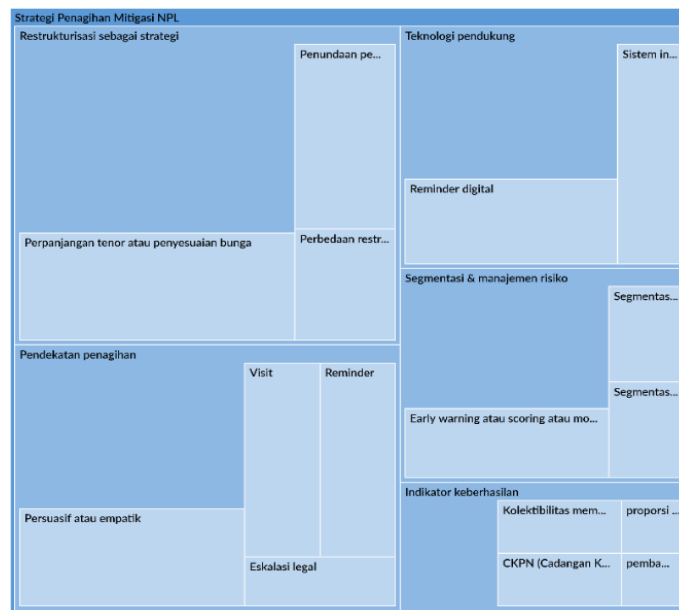 Strategi Penagihan Mitigasi NPL
Restrukturisasi sebagai strategi
Penundaan pe...
Perpanjangan tenor atau penyesuaian bunga
Perbedaan restr...
Teknologi pendukung
Sistem in...
Reminder digital
Segmentasi & manajemen risiko
Segmentas...
Segmentas...
Early warning atau scoring atau mo...
Pendekatan penagihan
Visit
Reminder
Persuasif atau empatik
Eskalasi legal
Indikator keberhasilan
Kolektibilitas mem...
proporsi ...
CKPN (Cadangan K...
pemba...